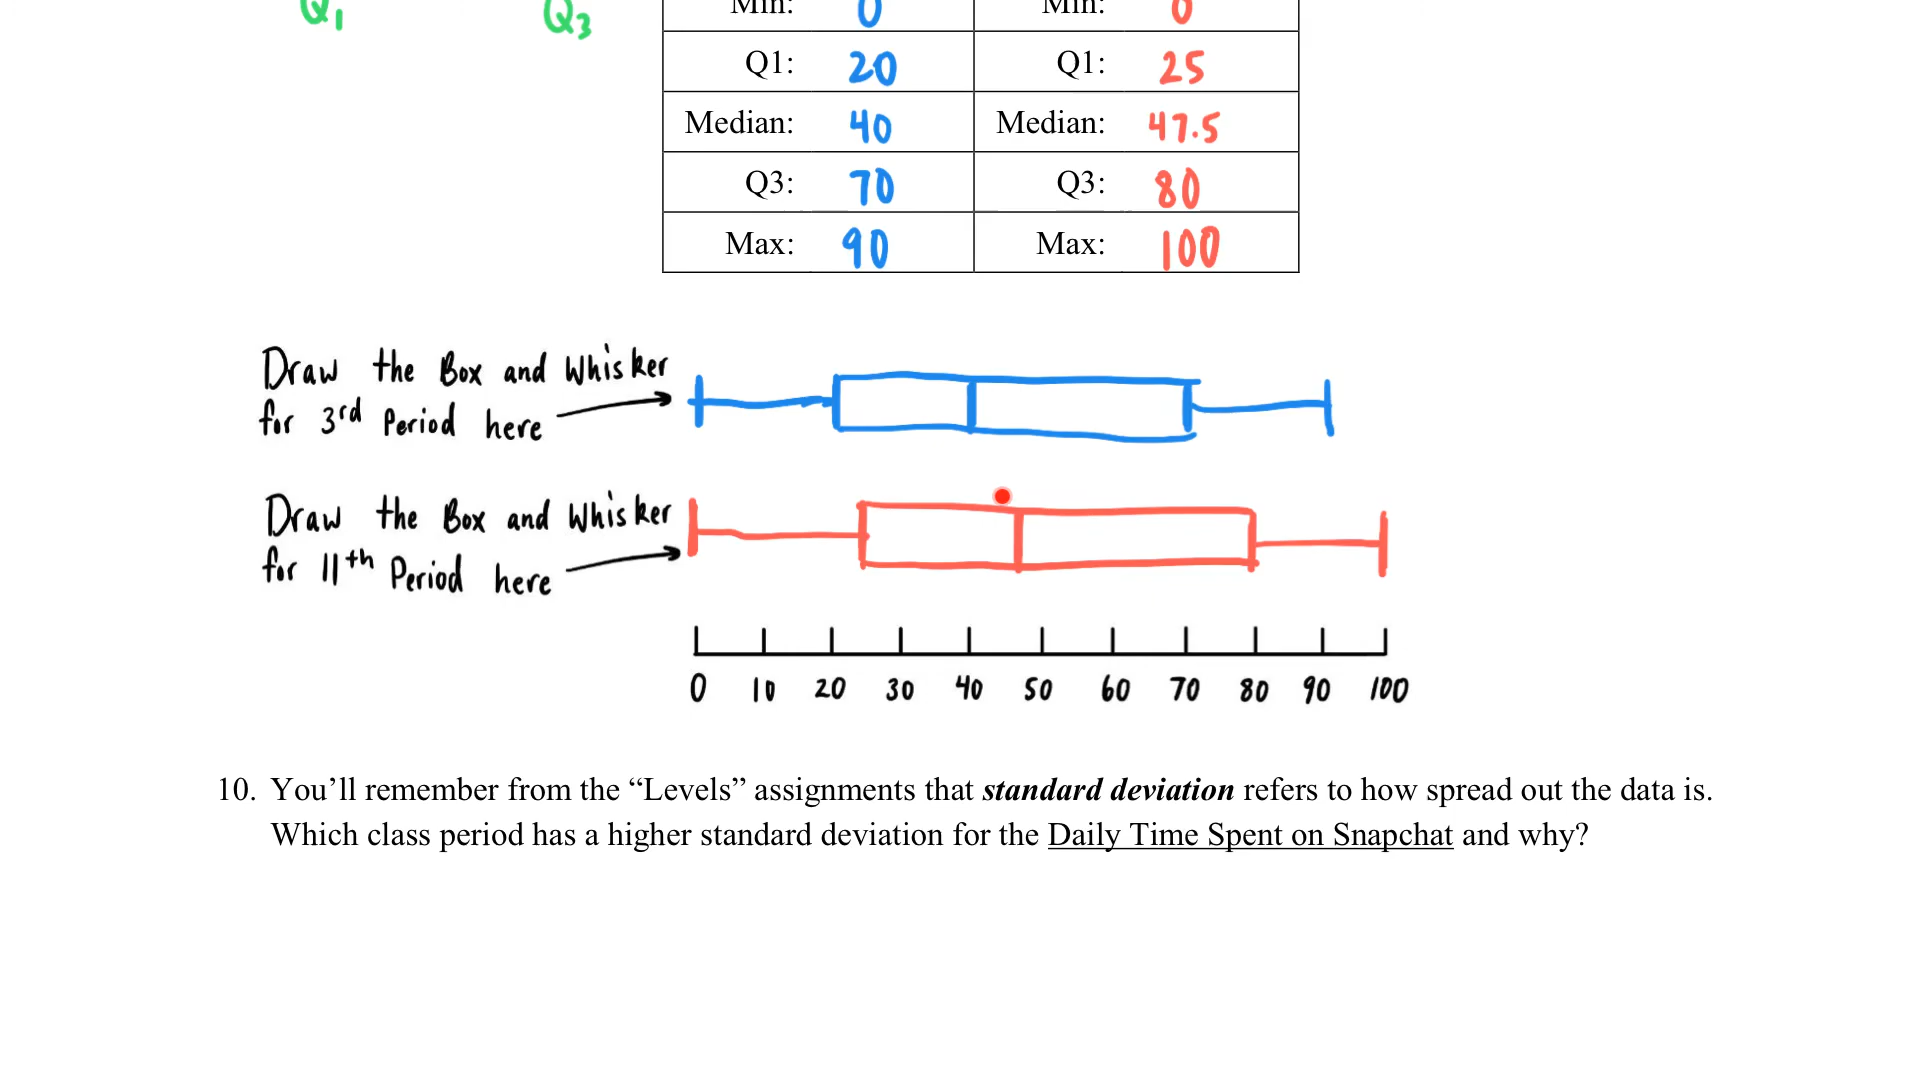 Q1 Q3 Min: 0 Min: 0
Q1: 20 Q1: 25
Median: 40 Median: 47.5
Q3: 70 Q3: 80
Max: 90 Max: 100
Draw the Box and Whisker
for 3rd Period here
Draw the Box and Whisker
for 11th Period here
0 10 20 30 40 50 60 70 80 90 100
10. You’ll remember from the “Levels” assignments that standard deviation refers to how spread out the data is.
Which class period has a higher standard deviation for the Daily Time Spent on Snapchat and why?